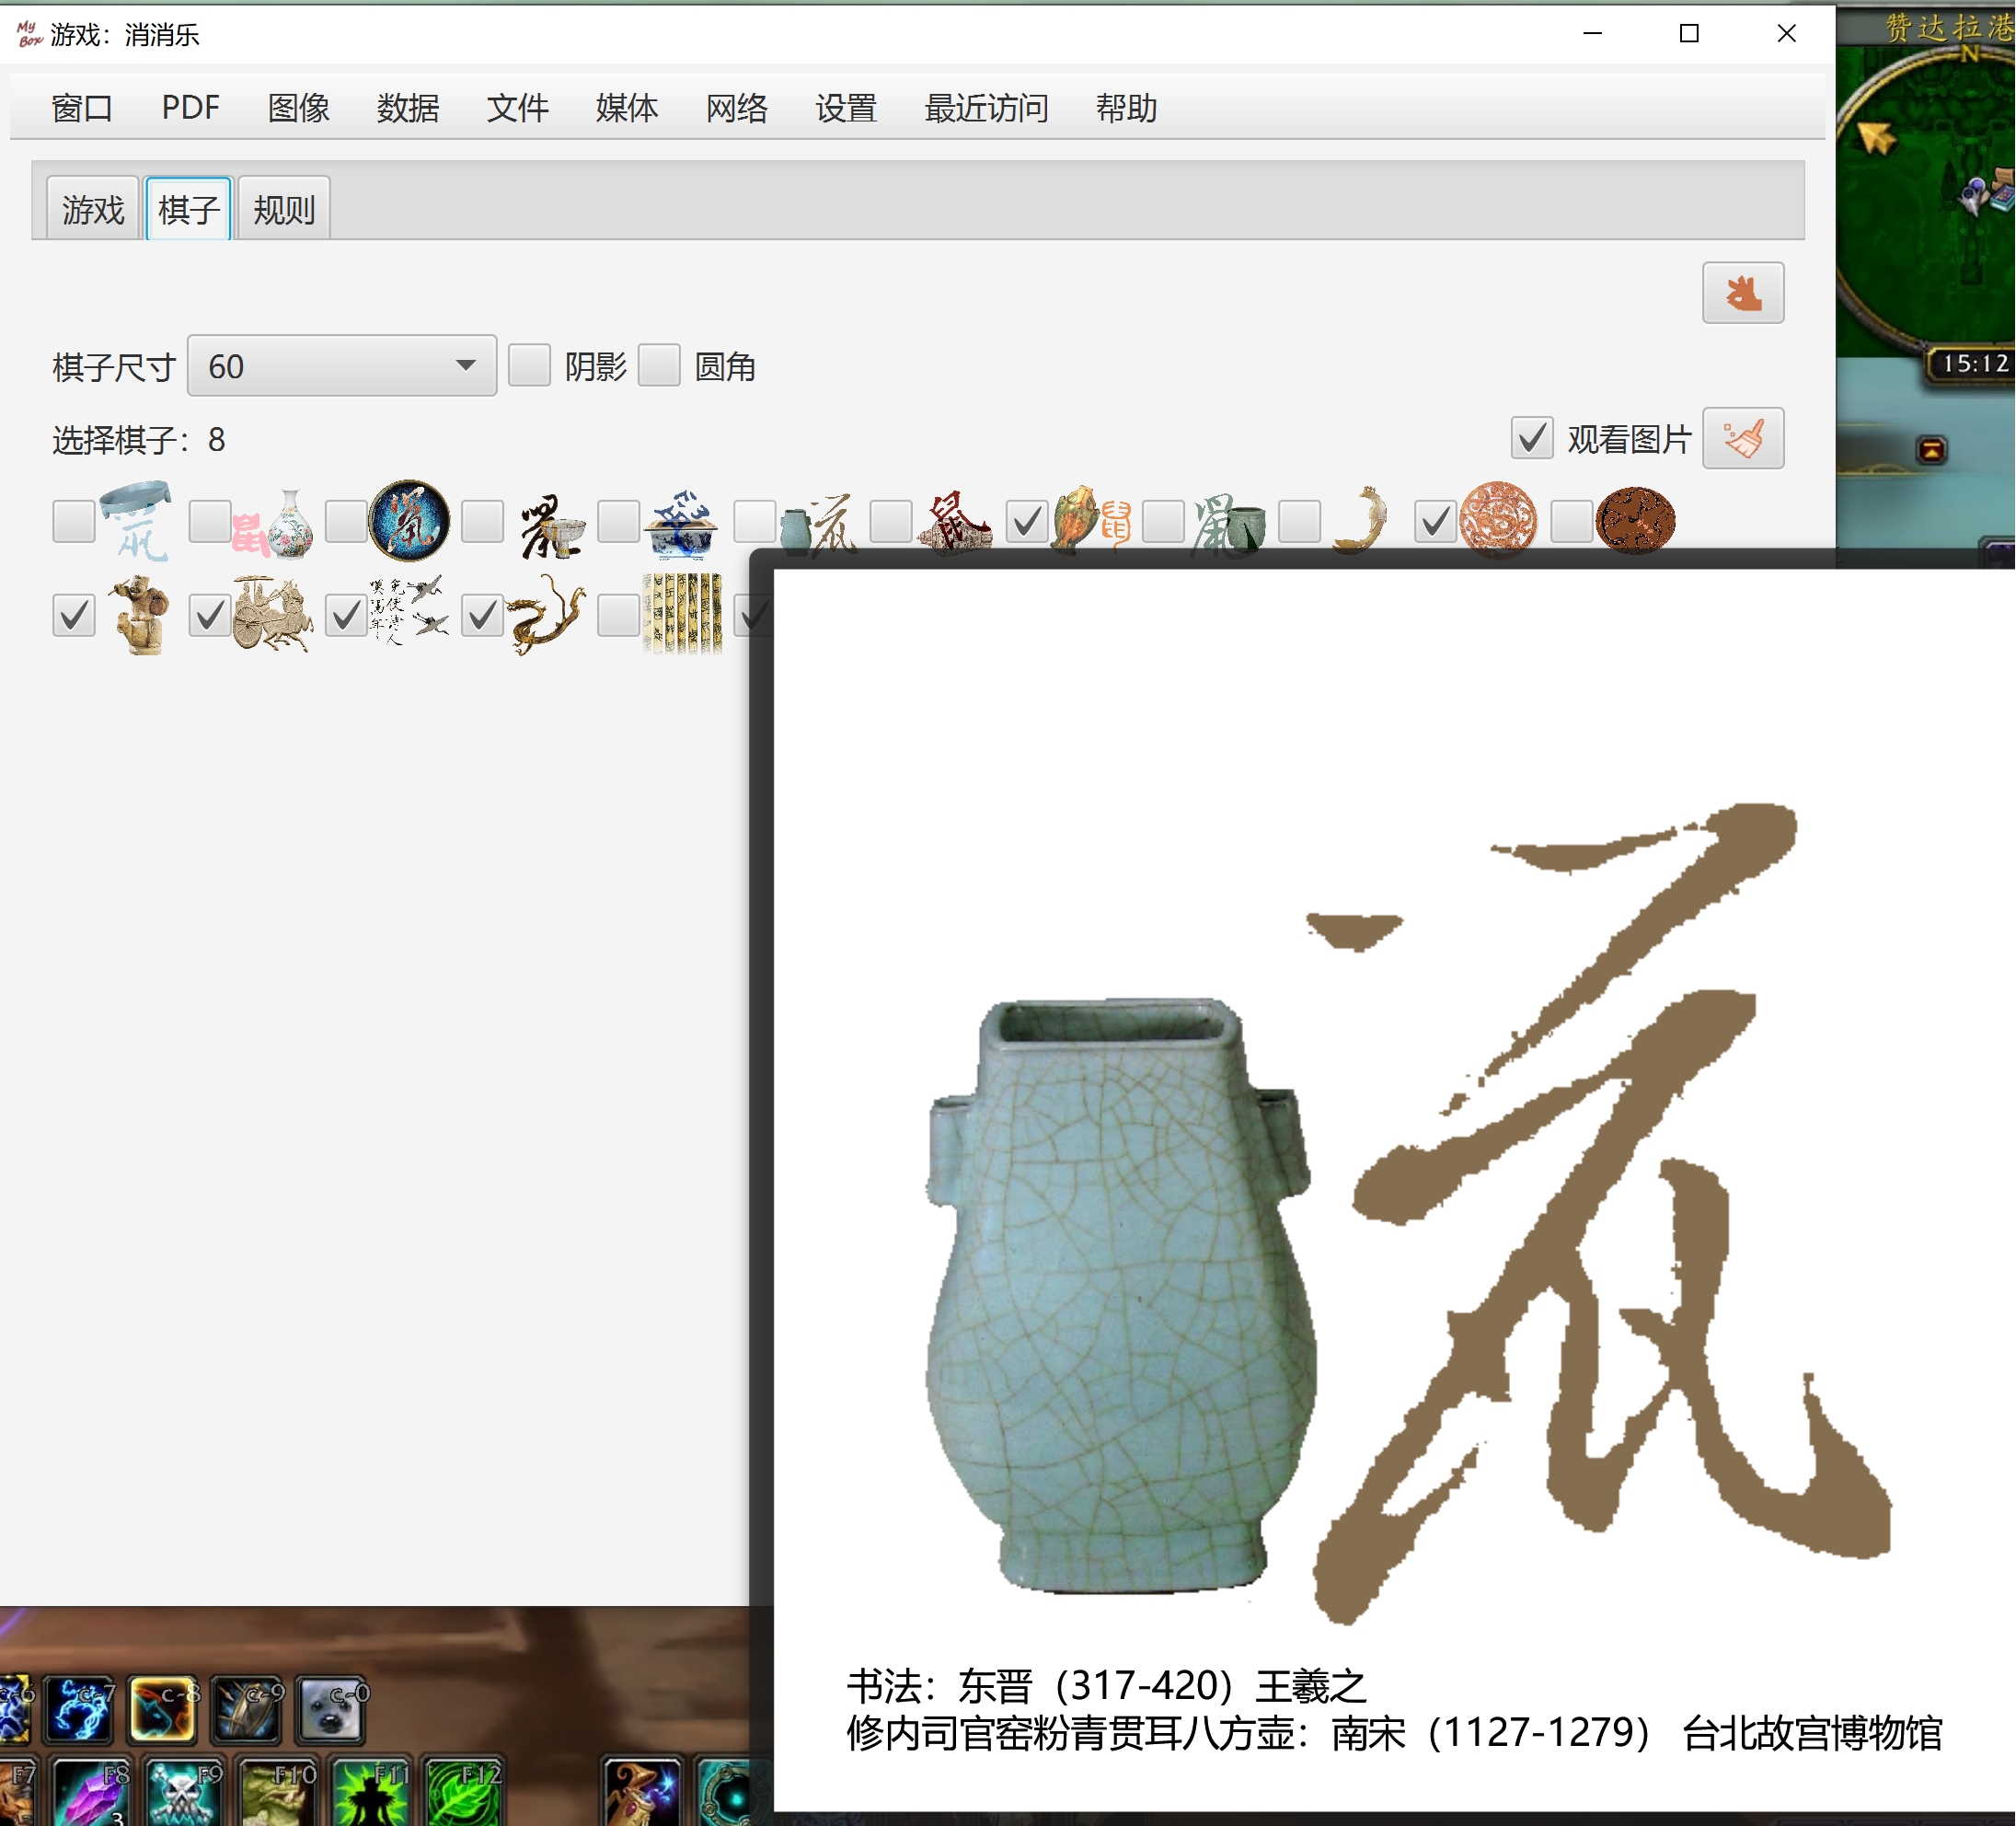 My Box 游戏：消消乐
赞达拉港
N
窗口 PDF 图像 数据 文件 媒体 网络 设置 最近访问 帮助
游戏 棋子 规则
15:12
棋子尺寸 60 阴影 圆角
选择棋子：8 观看图片
书法：东晋（317-420）王羲之
修内司官窑粉青贯耳八方壶：南宋（1127-1279） 台北故宫博物馆
c-6 c-7 c-8 c-9 c-0
F7 F8 F9 F10 F11 F12
3